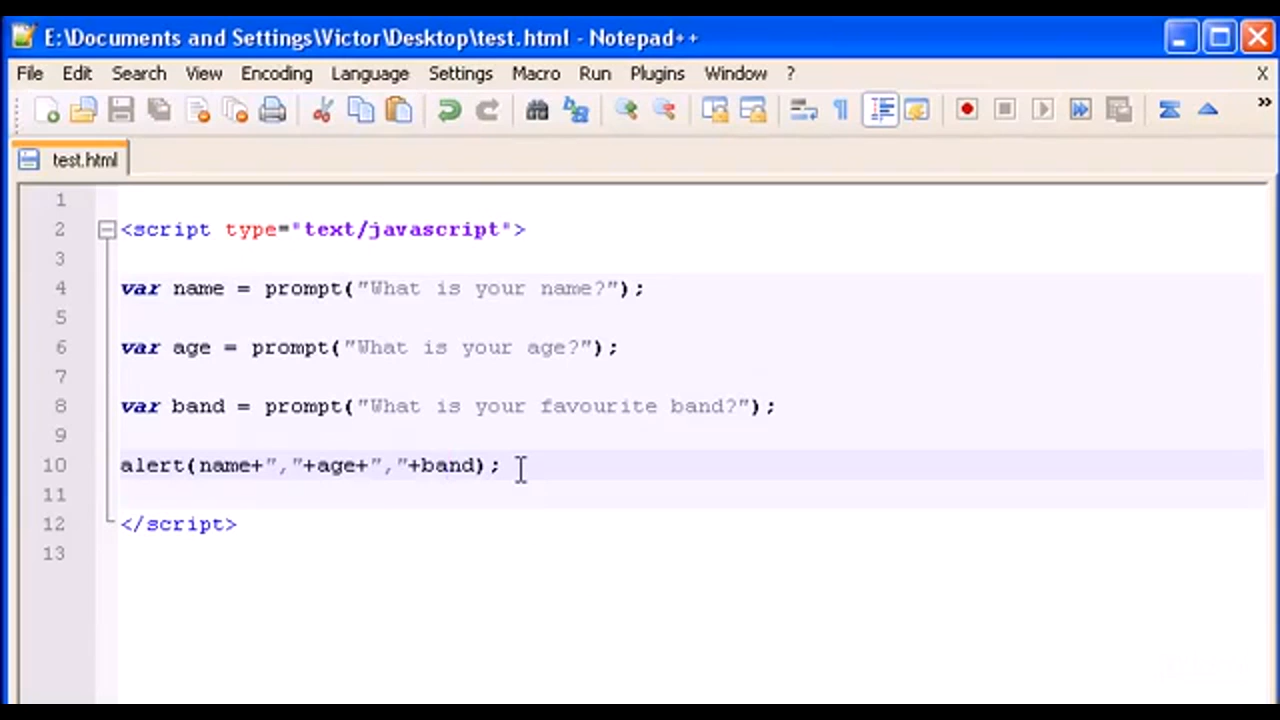 E:\Documents and Settings\Victor\Desktop\test.html - Notepad++
File Edit Search View Encoding Language Settings Macro Run Plugins Window ? X
test.html
1
2 <script type="text/javascript">
3
4 var name = prompt("What is your name?");
5
6 var age = prompt("What is your age?");
7
8 var band = prompt("What is your favourite band?");
9
10 alert(name+","+age+","+band);
11
12 </script>
13